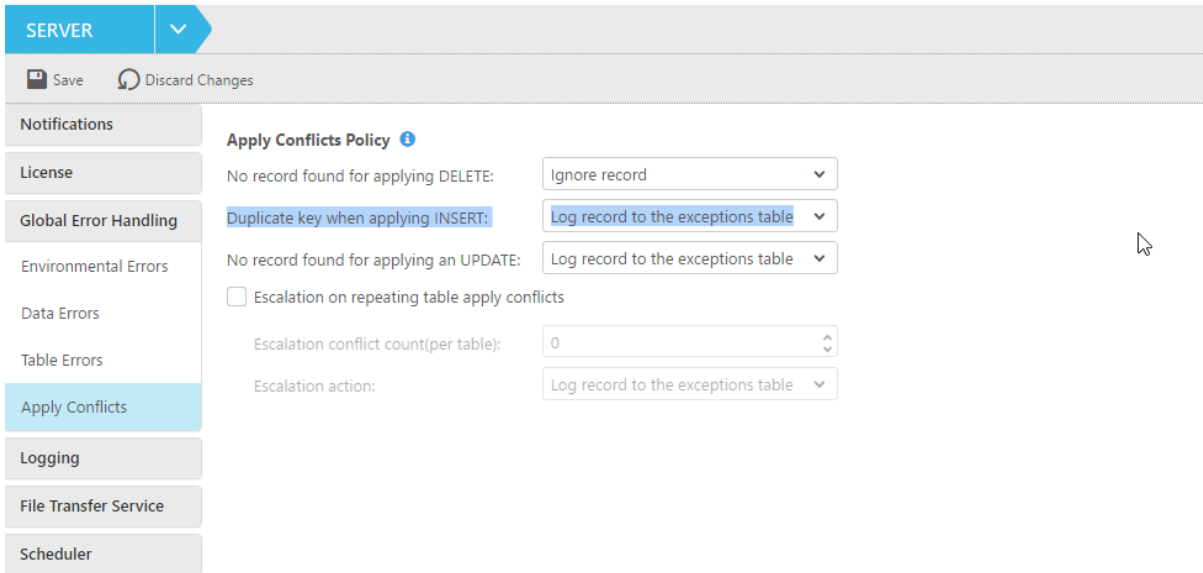 SERVER
Save Discard Changes
Notifications
License
Global Error Handling
Environmental Errors
Data Errors
Table Errors
Apply Conflicts
Logging
File Transfer Service
Scheduler
Apply Conflicts Policy
No record found for applying DELETE: Ignore record
Duplicate key when applying INSERT: Log record to the exceptions table
No record found for applying an UPDATE: Log record to the exceptions table
Escalation on repeating table apply conflicts
Escalation conflict count(per table): 0
Escalation action: Log record to the exceptions table